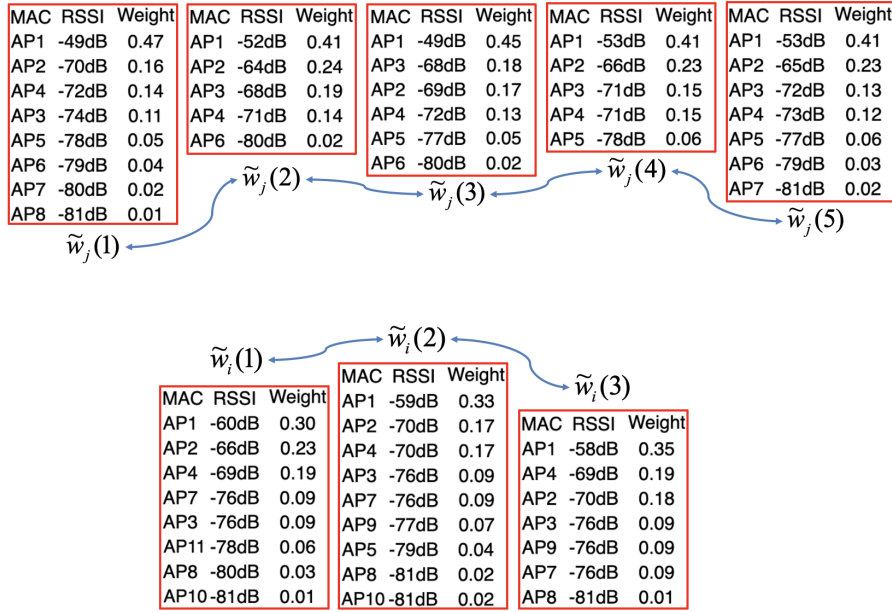 MAC RSSI Weight
AP1 -49dB 0.47
AP2 -70dB 0.16
AP4 -72dB 0.14
AP3 -74dB 0.11
AP5 -78dB 0.05
AP6 -79dB 0.04
AP7 -80dB 0.02
AP8 -81dB 0.01
w̃_j(1)
MAC RSSI Weight
AP1 -52dB 0.41
AP2 -64dB 0.24
AP3 -68dB 0.19
AP4 -71dB 0.14
AP6 -80dB 0.02
w̃_j(2)
MAC RSSI Weight
AP1 -49dB 0.45
AP3 -68dB 0.18
AP2 -69dB 0.17
AP4 -72dB 0.13
AP5 -77dB 0.05
AP6 -80dB 0.02
w̃_j(3)
MAC RSSI Weight
AP1 -53dB 0.41
AP2 -66dB 0.23
AP3 -71dB 0.15
AP4 -71dB 0.15
AP5 -78dB 0.06
w̃_j(4)
MAC RSSI Weight
AP1 -53dB 0.41
AP2 -65dB 0.23
AP3 -72dB 0.13
AP4 -73dB 0.12
AP5 -77dB 0.06
AP6 -79dB 0.03
AP7 -81dB 0.02
w̃_j(5)
w̃_i(1)
MAC RSSI Weight
AP1 -60dB 0.30
AP2 -66dB 0.23
AP4 -69dB 0.19
AP7 -76dB 0.09
AP3 -76dB 0.09
AP11 -78dB 0.06
AP8 -80dB 0.03
AP10 -81dB 0.01
w̃_i(2)
MAC RSSI Weight
AP1 -59dB 0.33
AP2 -70dB 0.17
AP4 -70dB 0.17
AP3 -76dB 0.09
AP7 -76dB 0.09
AP9 -77dB 0.07
AP5 -79dB 0.04
AP8 -81dB 0.02
AP10 -81dB 0.02
w̃_i(3)
MAC RSSI Weight
AP1 -58dB 0.35
AP4 -69dB 0.19
AP2 -70dB 0.18
AP3 -76dB 0.09
AP9 -76dB 0.09
AP7 -76dB 0.09
AP8 -81dB 0.01